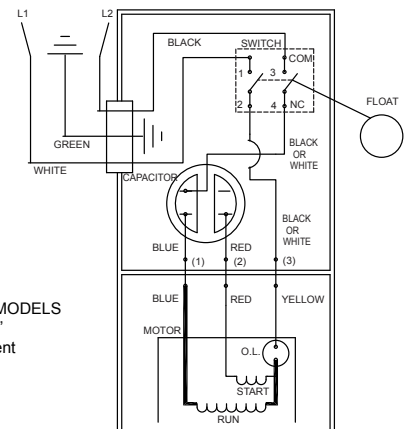 L1
L2
BLACK
SWITCH
COM
1
3
2
4
NC
FLOAT
GREEN
WHITE
CAPACITOR
BLACK
OR
WHITE
BLACK
OR
WHITE
BLUE
RED
(1)
(2)
(3)
BLUE
RED
YELLOW
MODELS
ent
MOTOR
O.L.
START
RUN